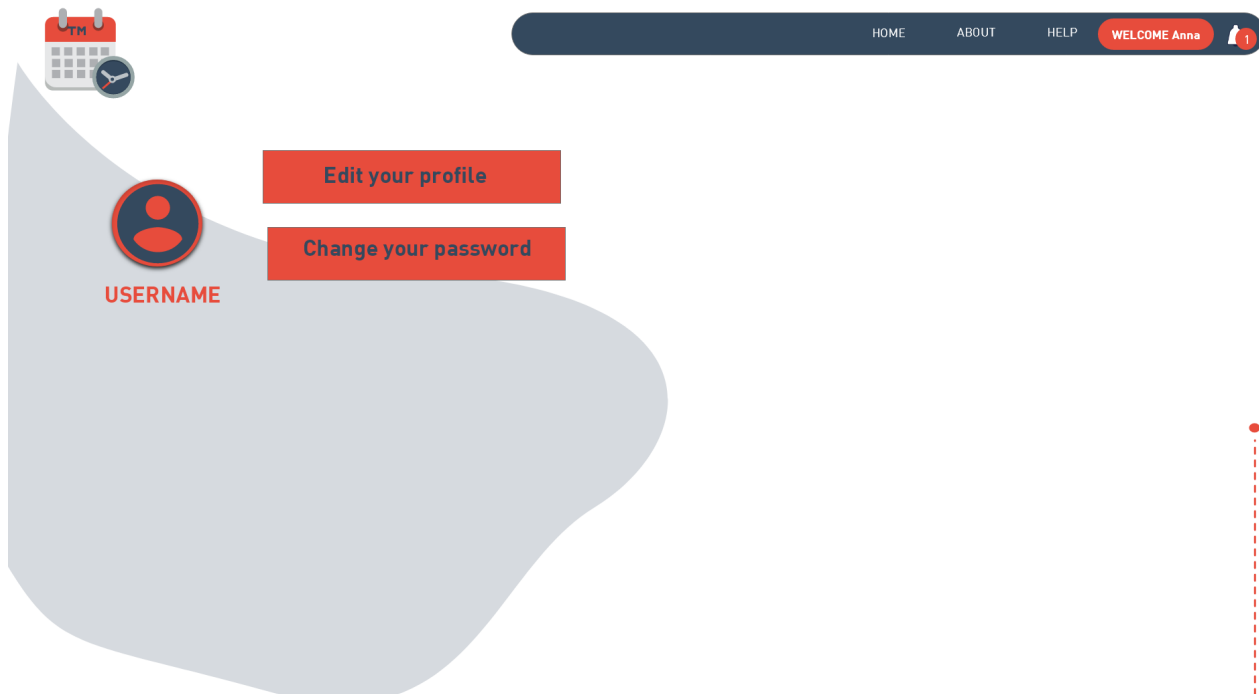 TM
HOME
ABOUT
HELP
WELCOME Anna
1
Edit your profile
Change your password
USERNAME